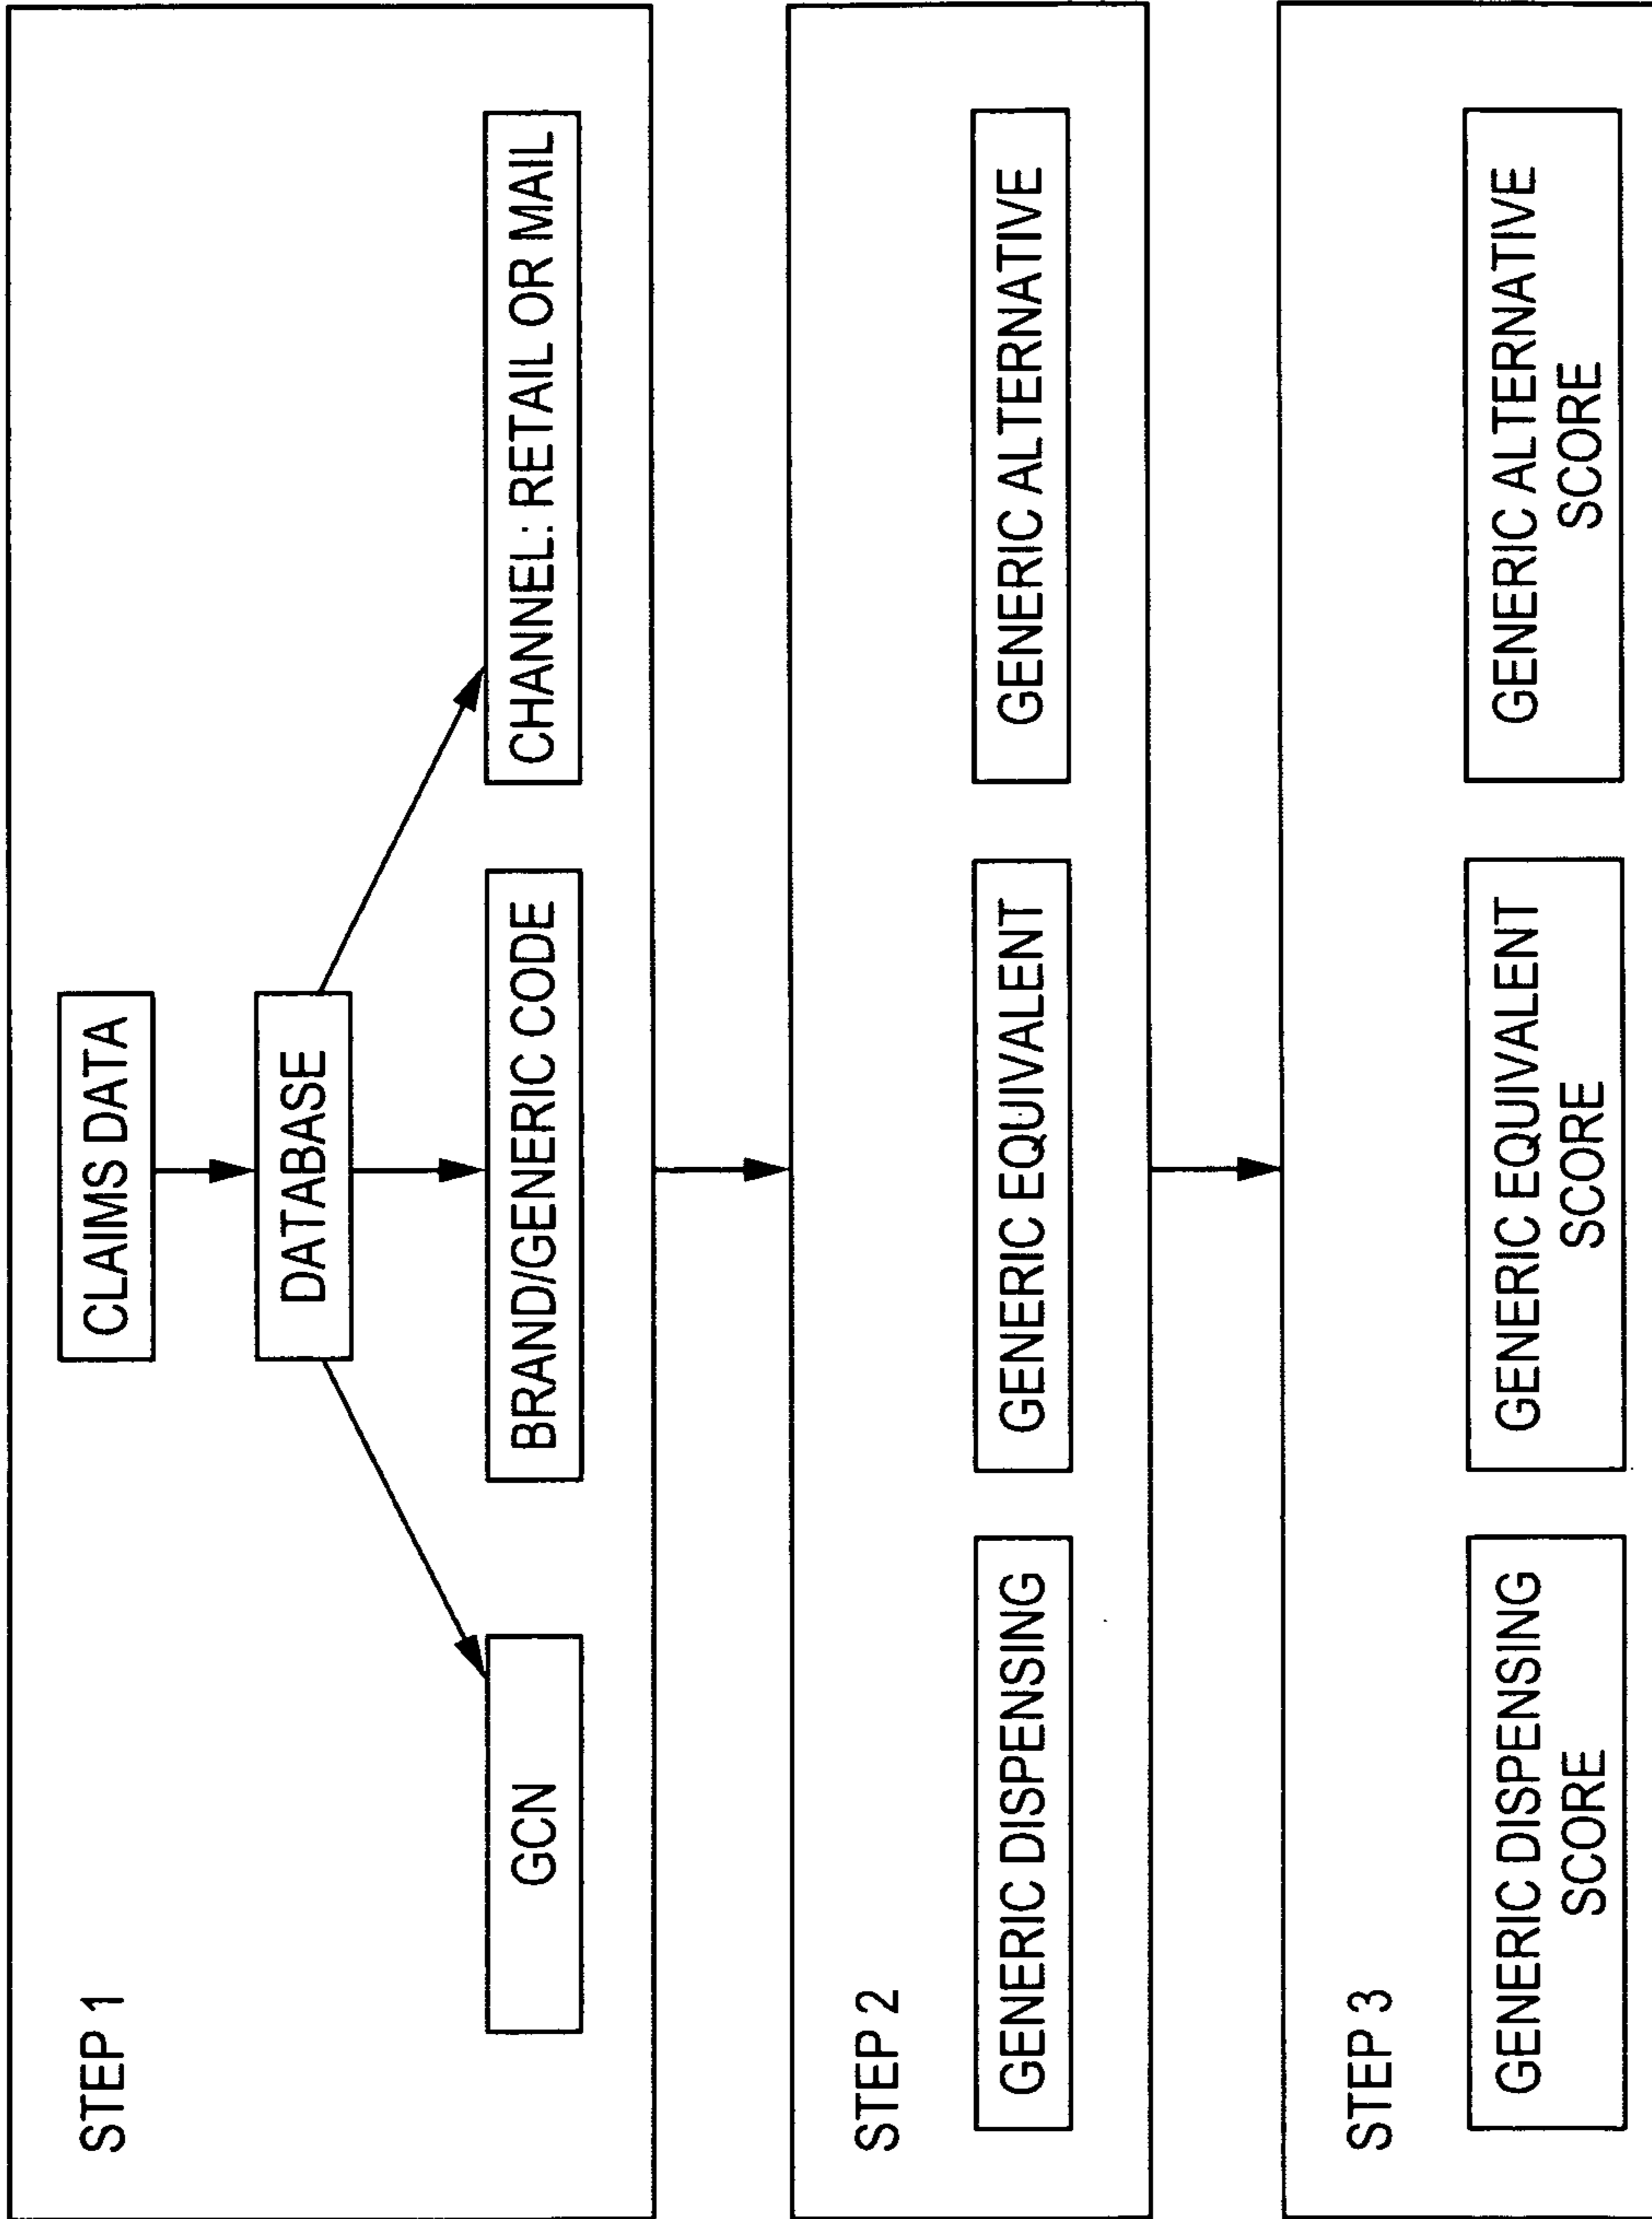 STEP 1
CLAIMS DATA
DATABASE
GCN
BRAND/GENERIC CODE
CHANNEL: RETAIL OR MAIL
STEP 2
GENERIC DISPENSING
GENERIC EQUIVALENT
GENERIC ALTERNATIVE
STEP 3
GENERIC DISPENSING
SCORE
GENERIC EQUIVALENT
SCORE
GENERIC ALTERNATIVE
SCORE